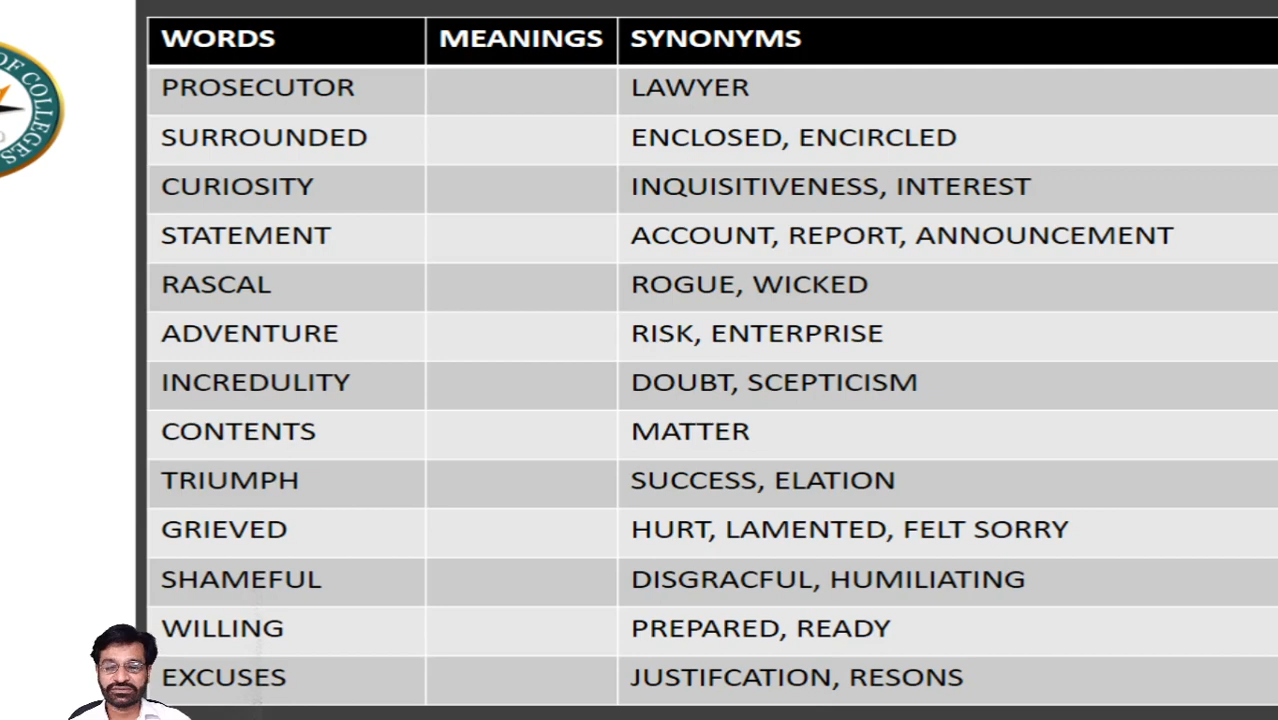 OF COLLEGES
WORDS MEANINGS SYNONYMS
PROSECUTOR LAWYER
SURROUNDED ENCLOSED, ENCIRCLED
CURIOSITY INQUISITIVENESS, INTEREST
STATEMENT ACCOUNT, REPORT, ANNOUNCEMENT
RASCAL ROGUE, WICKED
ADVENTURE RISK, ENTERPRISE
INCREDULITY DOUBT, SCEPTICISM
CONTENTS MATTER
TRIUMPH SUCCESS, ELATION
GRIEVED HURT, LAMENTED, FELT SORRY
SHAMEFUL DISGRACFUL, HUMILIATING
WILLING PREPARED, READY
EXCUSES JUSTIFCATION, RESONS